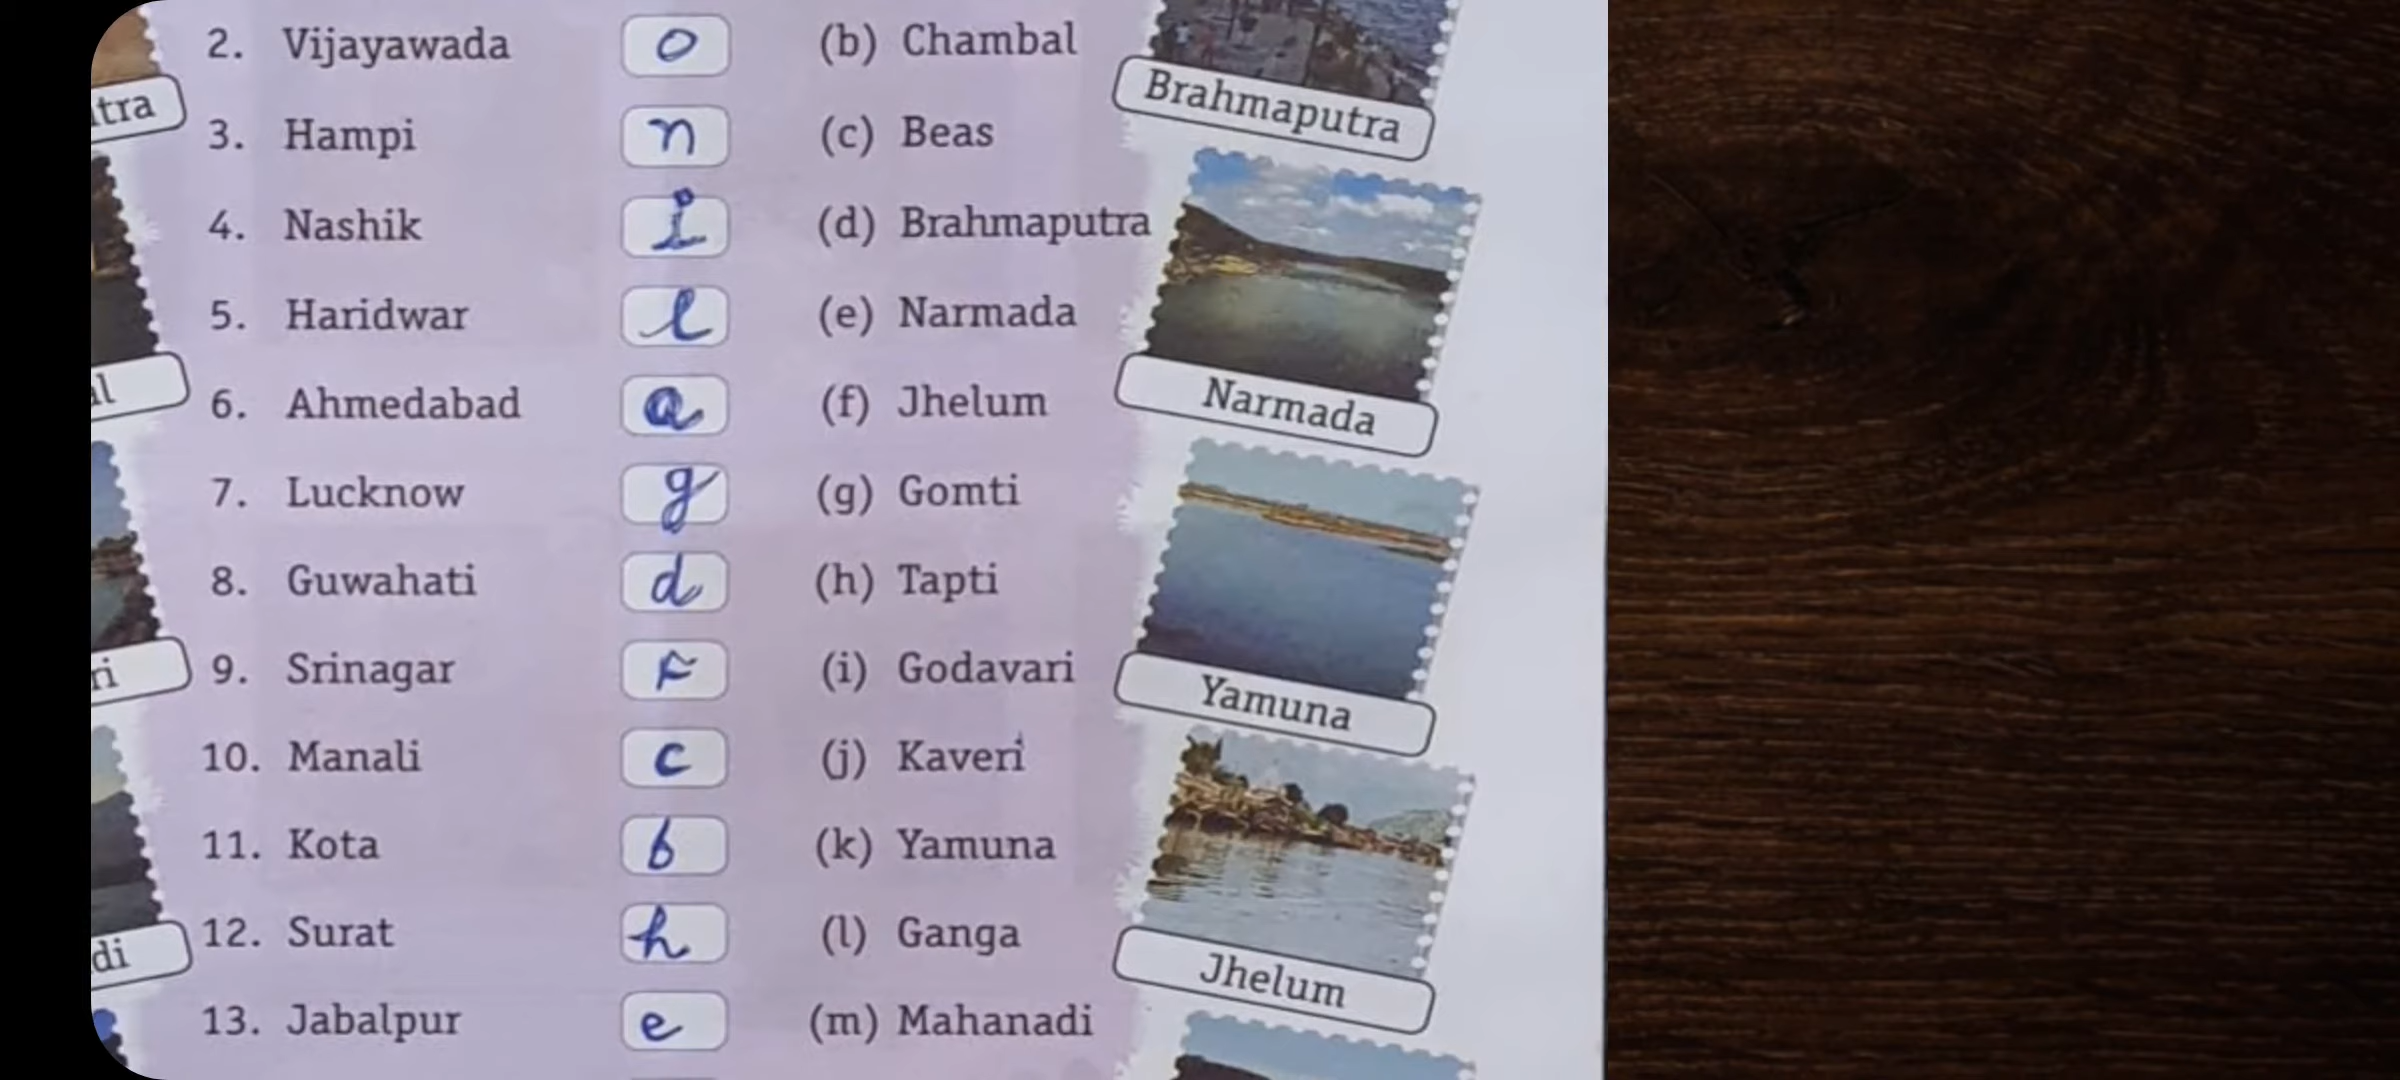 2. Vijayawada o (b) Chambal
tra
Brahmaputra
3. Hampi n (c) Beas
4. Nashik i (d) Brahmaputra
5. Haridwar l (e) Narmada
al
Narmada
6. Ahmedabad a (f) Jhelum
7. Lucknow g (g) Gomti
8. Guwahati d (h) Tapti
ri
9. Srinagar F (i) Godavari
Yamuna
10. Manali c (j) Kaveri
11. Kota b (k) Yamuna
di
12. Surat h (l) Ganga
Jhelum
13. Jabalpur e (m) Mahanadi